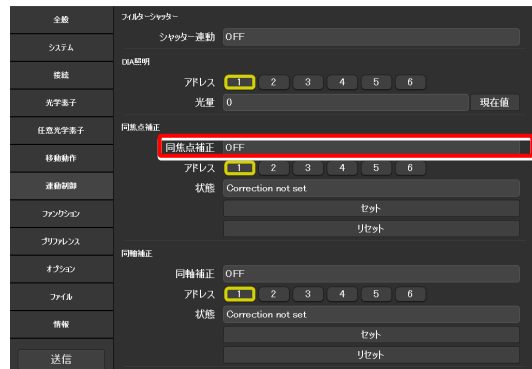 全般
システム
接続
光学素子
任意光学素子
移動動作
連動制御
ファンクション
プリファレンス
オプション
ファイル
情報
送信
フィルターシャッター
シャッター連動 OFF
DIA照明
アドレス 1 2 3 4 5 6
光量 0 現在値
同焦点補正
同焦点補正 OFF
アドレス 1 2 3 4 5 6
状態 Correction not set
セット
リセット
同軸補正
同軸補正 OFF
アドレス 1 2 3 4 5 6
状態 Correction not set
セット
リセット